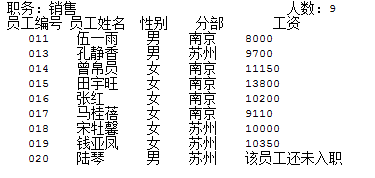 职务：销售 人数：9
员工编号 员工姓名 性别 分部 工资
011 伍一雨 男 南京 8000
013 孔静香 男 苏州 9700
014 曾帛员 女 南京 11150
015 田宇旺 女 南京 13800
016 张红 女 南京 10200
017 马桂蓓 女 南京 9110
018 宋牡馨 女 苏州 10000
019 钱亚凤 女 苏州 10350
020 陆琴 男 苏州 该员工还未入职